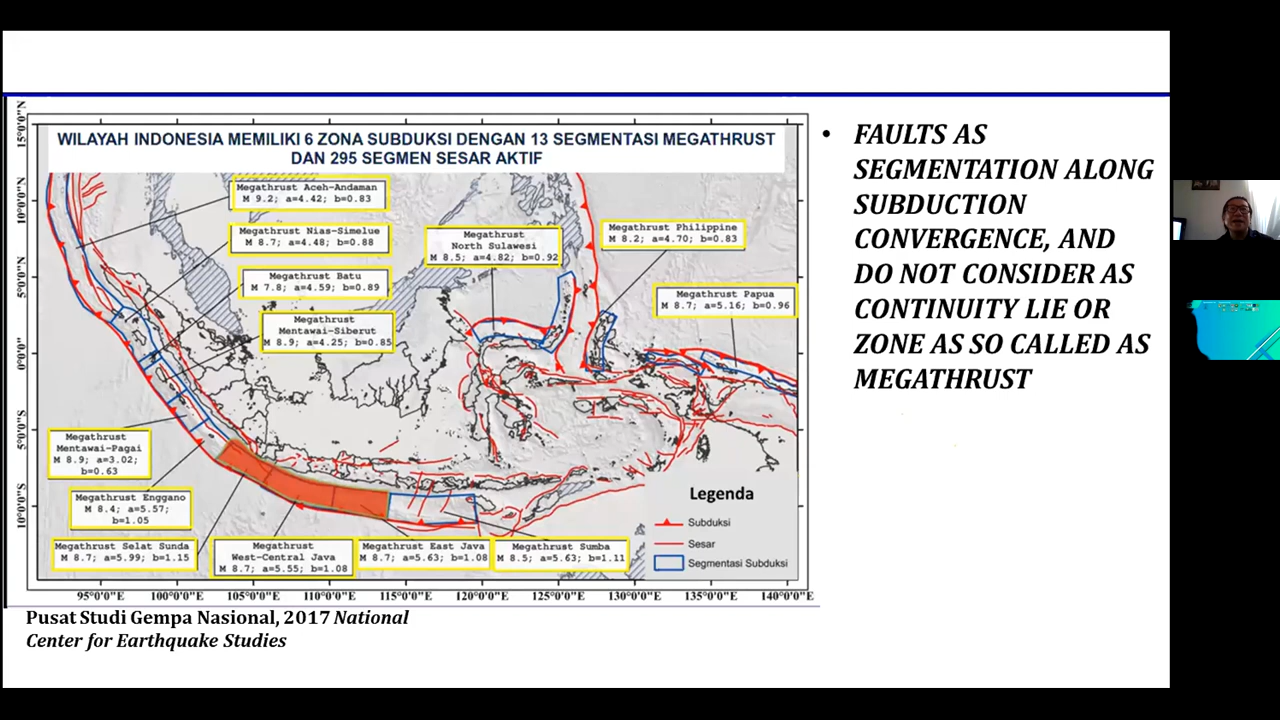 WILAYAH INDONESIA MEMILIKI 6 ZONA SUBDUKSI DENGAN 13 SEGMENTASI MEGATHRUST
DAN 295 SEGMEN SESAR AKTIF
15°0'0"N
10°0'0"N
5°0'0"N
0°0'0"
5°0'0"S
10°0'0"S
Megathrust Aceh-Andaman
M 9.2; a=4.42; b=0.83
Megathrust Nias-Simelue
M 8.7; a=4.48; b=0.88
Megathrust Batu
M 7.8; a=4.59; b=0.89
Megathrust
Mentawai-Siberut
M 8.9; a=4.25; b=0.85
Megathrust
North Sulawesi
M 8.5; a=4.82; b=0.92
Megathrust Philippine
M 8.2; a=4.70; b=0.83
Megathrust Papua
M 8.7; a=5.16; b=0.96
Megathrust
Mentawai-Pagai
M 8.9; a=3.02;
b=0.63
Megathrust Enggano
M 8.4; a=5.57;
b=1.05
Megathrust Selat Sunda
M 8.7; a=5.99; b=1.15
Megathrust
West-Central Java
M 8.7; a=5.55; b=1.08
Megathrust East Java
M 8.7; a=5.63; b=1.08
Megathrust Sumba
M 8.5; a=5.63; b=1.11
Legenda
Subduksi
Sesar
Segmentasi Subduksi
95°0'0"E
100°0'0"E
105°0'0"E
110°0'0"E
115°0'0"E
120°0'0"E
125°0'0"E
130°0'0"E
135°0'0"E
140°0'0"E
Pusat Studi Gempa Nasional, 2017 National
Center for Earthquake Studies
• FAULTS AS
SEGMENTATION ALONG
SUBDUCTION
CONVERGENCE, AND
DO NOT CONSIDER AS
CONTINUITY LIE OR
ZONE AS SO CALLED AS
MEGATHRUST